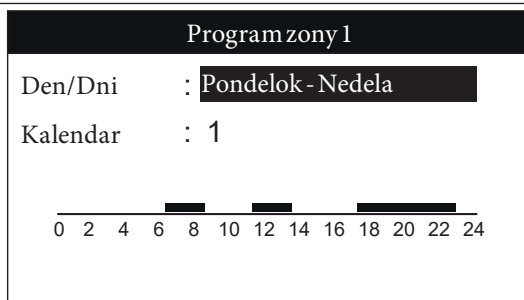 Program zony 1
Den/Dni : Pondelok - Nedela
Kalendar : 1
0 2 4 6 8 10 12 14 16 18 20 22 24